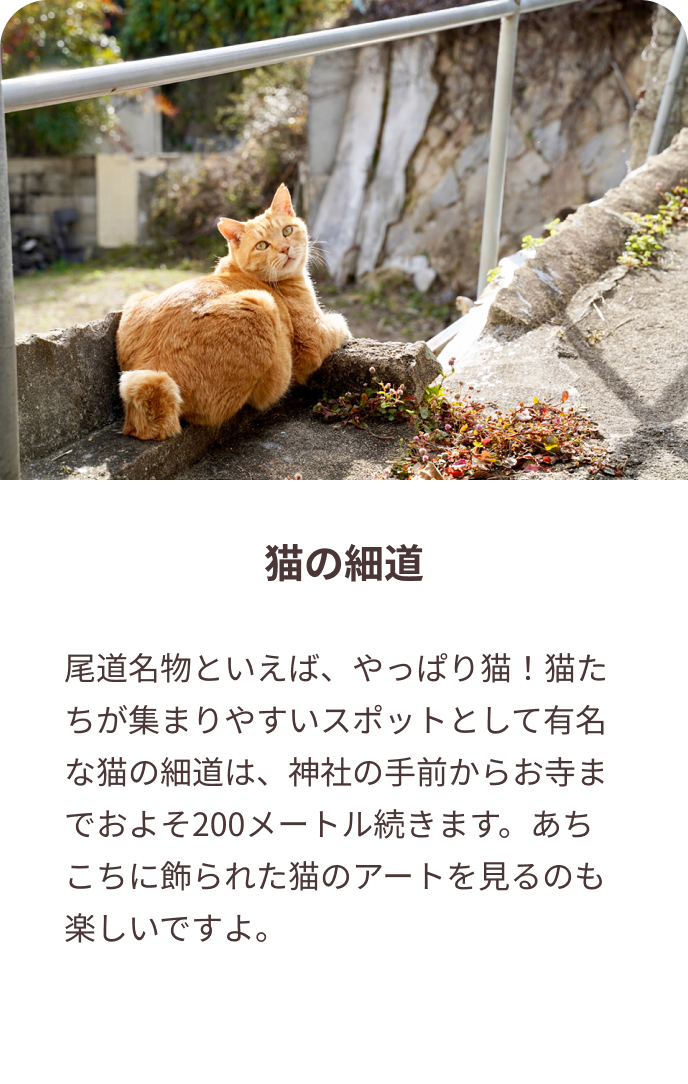 猫の細道
尾道名物といえば、やっぱり猫！猫た
ちが集まりやすいスポットとして有名
な猫の細道は、神社の手前からお寺ま
でおよそ200メートル続きます。あち
こちに飾られた猫のアートを見るのも
楽しいですよ。